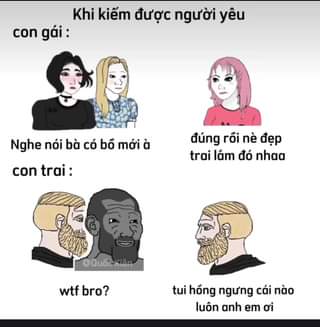 Khi kiếm được người yêu
con gái :
Nghe nói bà có bồ mới à
đúng rồi nè đẹp
trai lắm đó nhaa
con trai :
wtf bro?
tui hổng ngưng cái nào
luôn anh em ơi